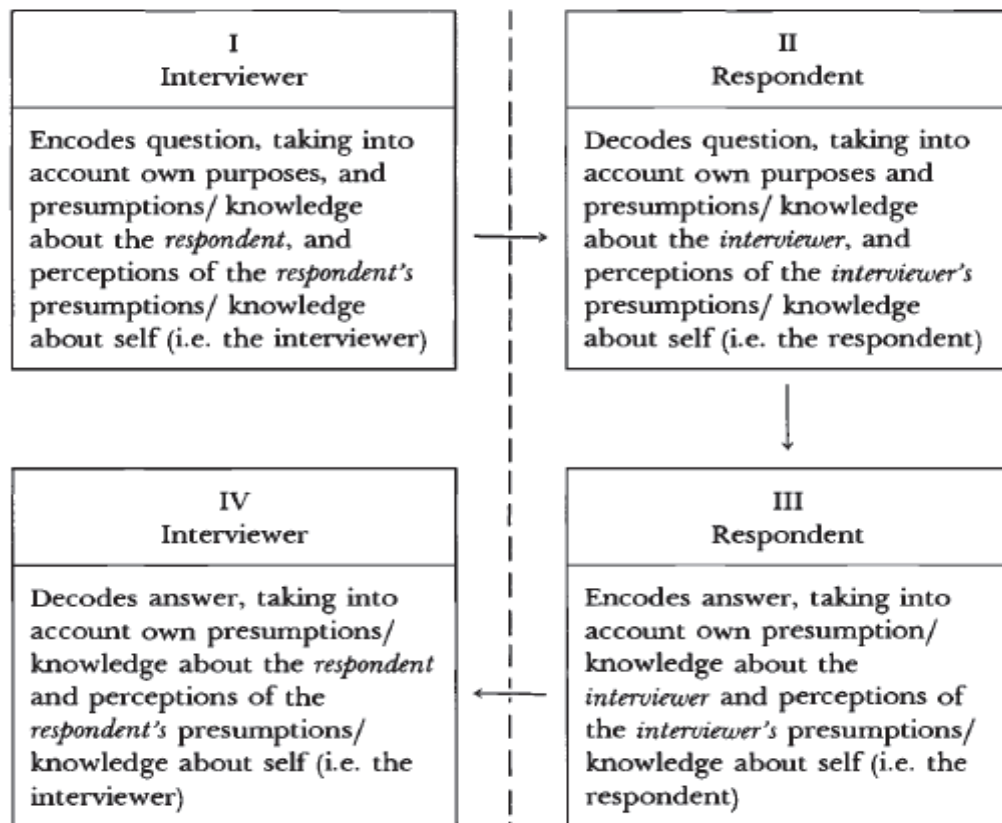 I
Interviewer
Encodes question, taking into
account own purposes, and
presumptions/ knowledge
about the respondent, and
perceptions of the respondent's
presumptions/ knowledge
about self (i.e. the interviewer)
II
Respondent
Decodes question, taking into
account own purposes and
presumptions/ knowledge
about the interviewer, and
perceptions of the interviewer's
presumptions/ knowledge
about self (i.e. the respondent)
III
Respondent
Encodes answer, taking into
account own presumption/
knowledge about the
interviewer and perceptions of
the interviewer's presumptions/
knowledge about self (i.e. the
respondent)
IV
Interviewer
Decodes answer, taking into
account own presumptions/
knowledge about the respondent
and perceptions of the
respondent's presumptions/
knowledge about self (i.e. the
interviewer)